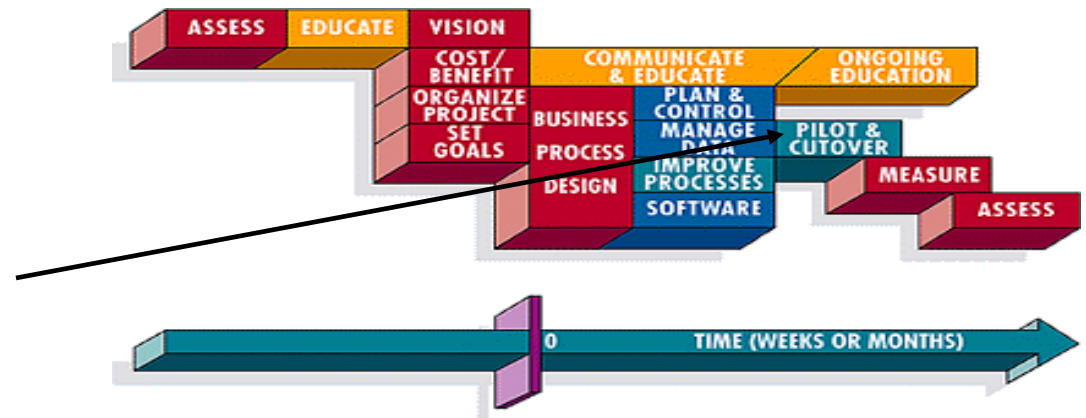 ASSESS
EDUCATE
VISION
COST/
BENEFIT
COMMUNICATE
& EDUCATE
ONGOING
EDUCATION
ORGANIZE
PROJECT
SET
GOALS
BUSINESS
PROCESS
DESIGN
PLAN &
CONTROL
MANAGE
DATA
IMPROVE
PROCESSES
SOFTWARE
PILOT &
CUTOVER
MEASURE
ASSESS
0
TIME (WEEKS OR MONTHS)